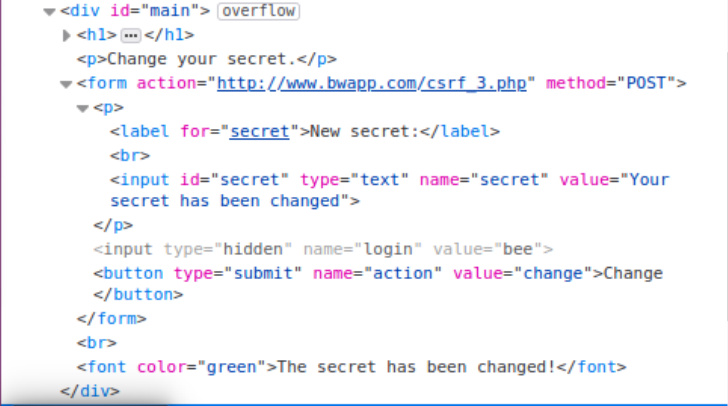 <div id="main"> overflow
<h1> ••• </h1>
<p>Change your secret.</p>
<form action="http://www.bwapp.com/csrf_3.php" method="POST">
<p>
<label for="secret">New secret:</label>
<br>
<input id="secret" type="text" name="secret" value="Your
secret has been changed">
</p>
<input type="hidden" name="login" value="bee">
<button type="submit" name="action" value="change">Change
</button>
</form>
<br>
<font color="green">The secret has been changed!</font>
</div>